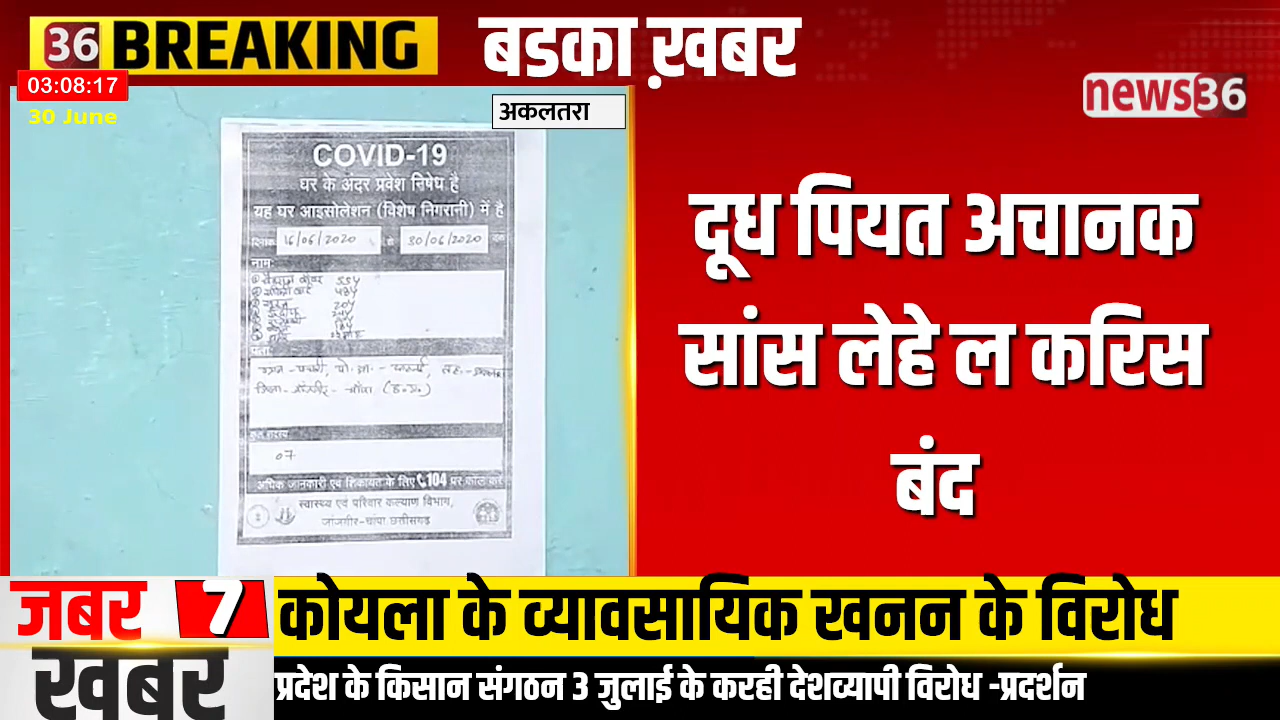 36 BREAKING
बडका ख़बर
03:08:17
30 June
अकलतरा
news36
COVID-19
घर के अंदर प्रवेश निषेध है
यह घर आइसोलेशन (विशेष निगरानी) में है
16/06/2020 से 30/06/2020 तक
नाम
07
अधिक जानकारी एवं शिकायत के लिए 104 पर कॉल करें
स्वास्थ्य एवं परिवार कल्याण विभाग,
जांजगीर-चांपा छत्तीसगढ़
दूध पियत अचानक
सांस लेहे ल करिस
बंद
जबर 7
खबर
कोयला के व्यावसायिक खनन के विरोध
प्रदेश के किसान संगठन 3 जुलाई के करही देशव्यापी विरोध -प्रदर्शन